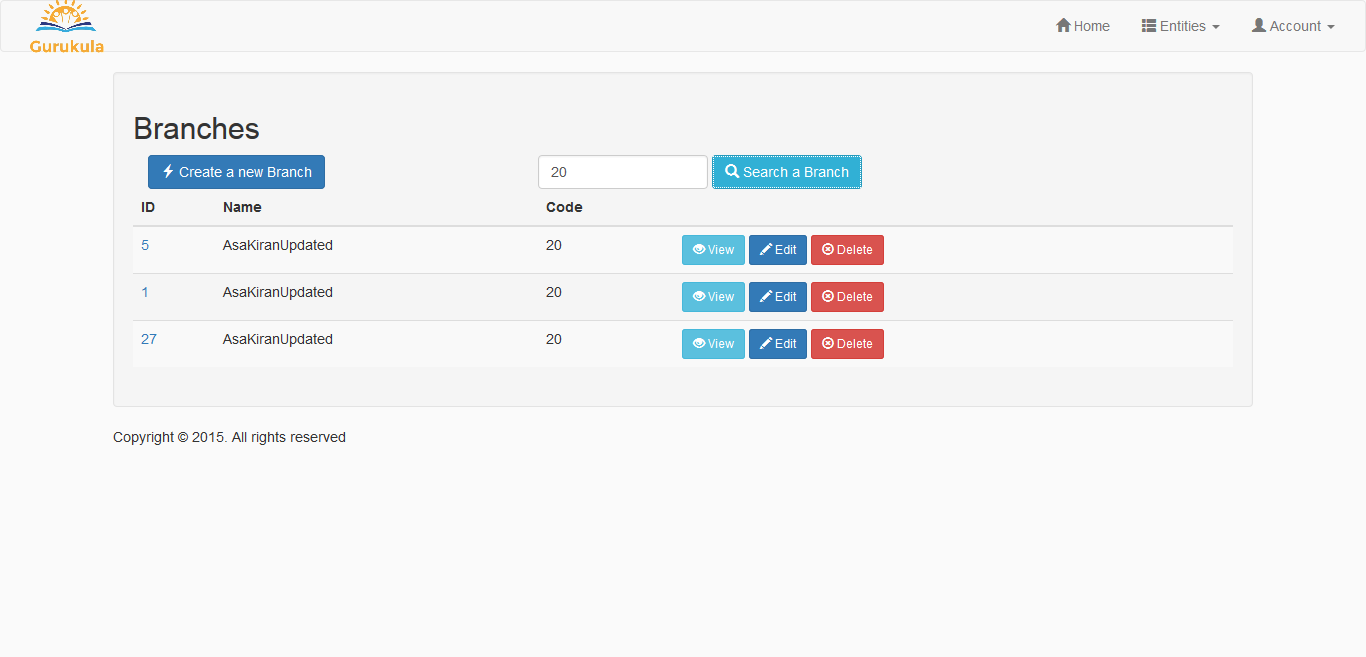 Gurukula
Home Entities Account
Branches
Create a new Branch 20 Search a Branch
ID Name Code
5 AsaKiranUpdated 20 View Edit Delete
1 AsaKiranUpdated 20 View Edit Delete
27 AsaKiranUpdated 20 View Edit Delete
Copyright © 2015. All rights reserved